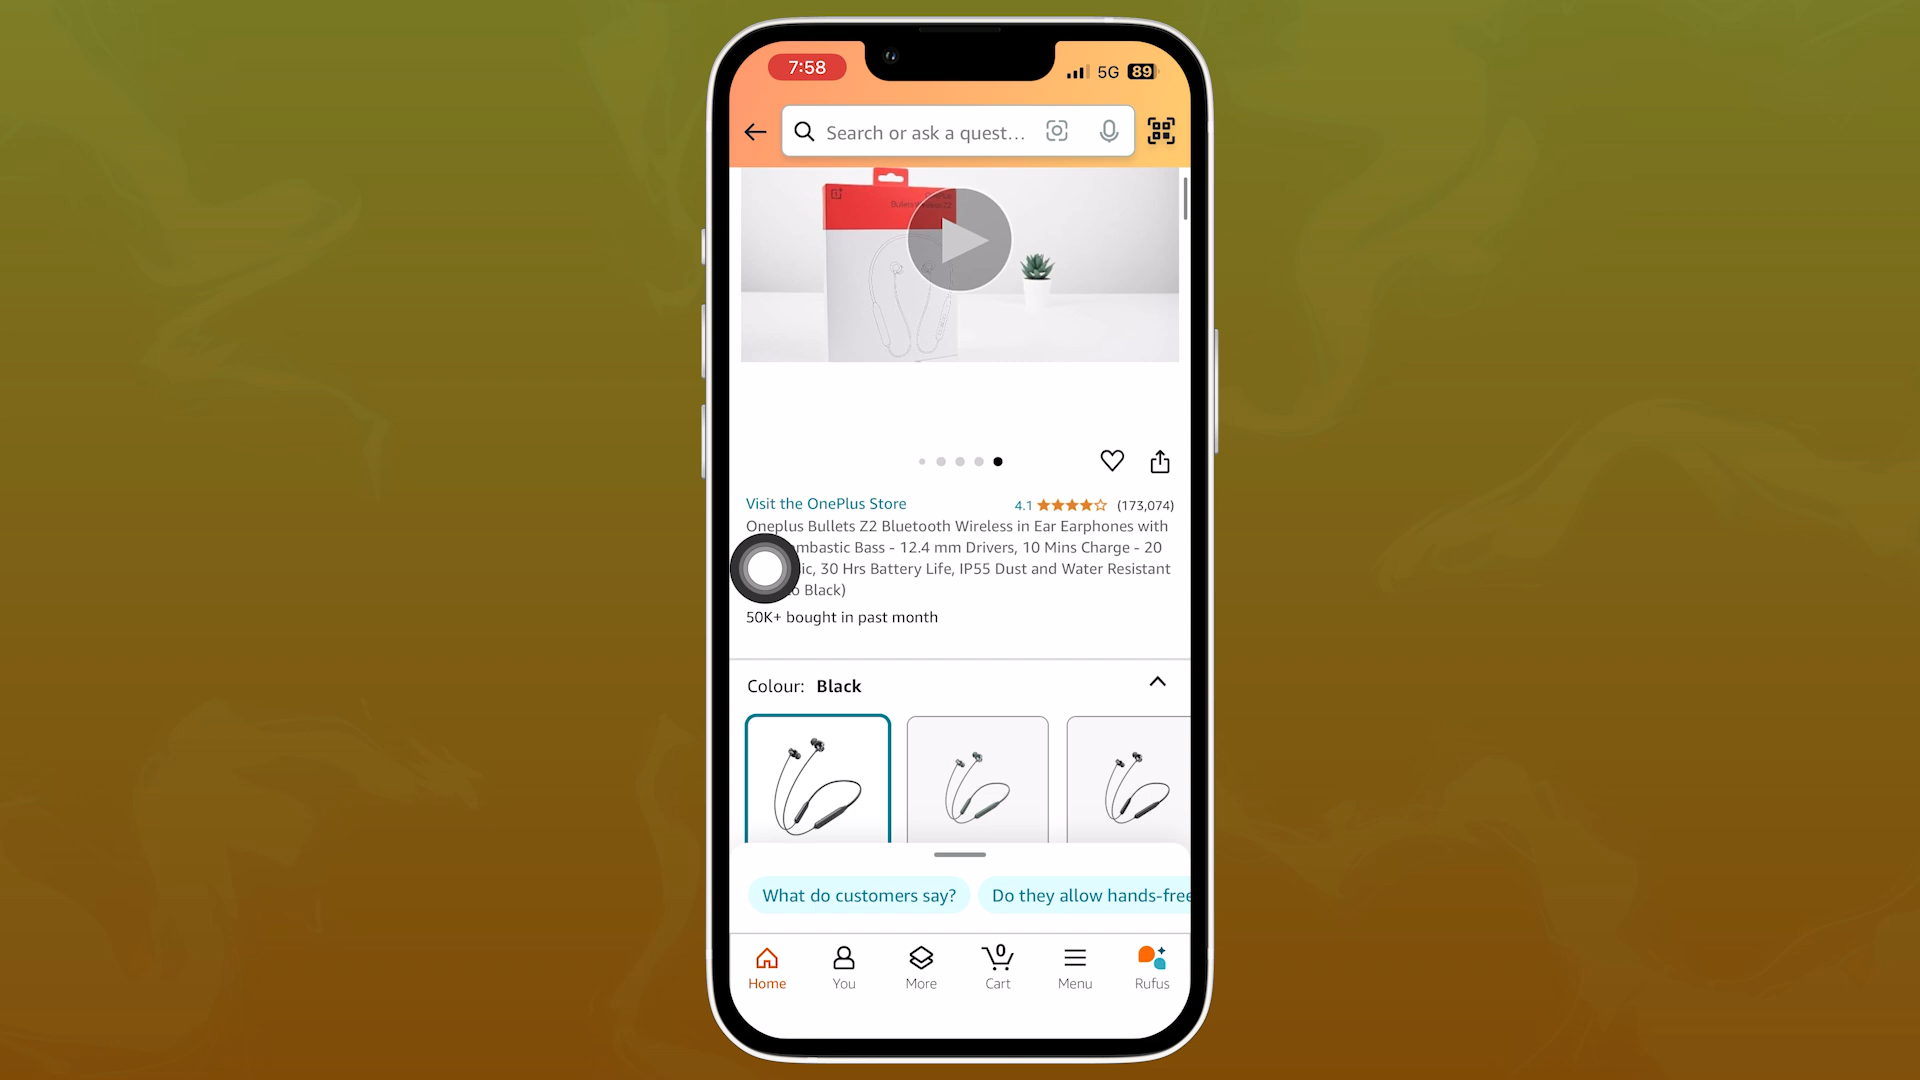 7:58
5G 89
Search or ask a quest...
Visit the OnePlus Store
4.1 (173,074)
Oneplus Bullets Z2 Bluetooth Wireless in Ear Earphones with
mbastic Bass - 12.4 mm Drivers, 10 Mins Charge - 20
ic, 30 Hrs Battery Life, IP55 Dust and Water Resistant
o Black)
50K+ bought in past month
Colour: Black
What do customers say?
Do they allow hands-free
Home
You
More
0
Cart
Menu
Rufus